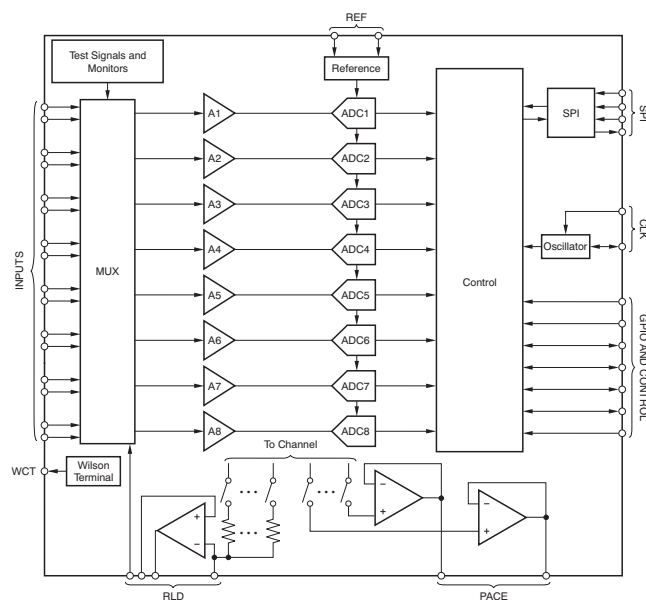 REF
Test Signals and
Monitors
Reference
A1
ADC1
SPI
SPI
A2
ADC2
A3
ADC3
CLK
INPUTS
MUX
A4
ADC4
Control
Oscillator
A5
ADC5
A6
ADC6
GPIO AND CONTROL
A7
ADC7
A8
ADC8
To Channel
WCT
Wilson
Terminal
RLD
PACE